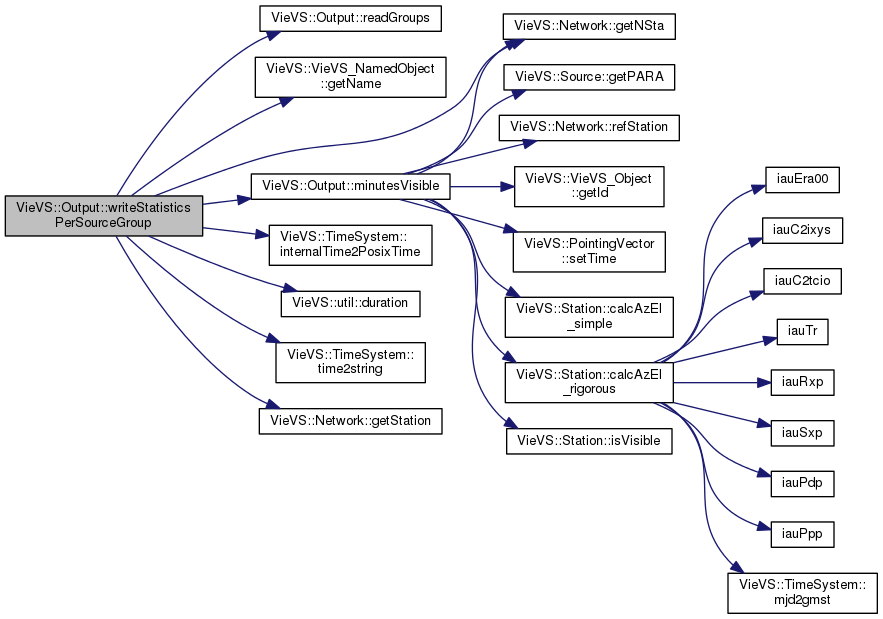 VieVS::Output::writeStatistics
PerSourceGroup
VieVS::Output::readGroups
VieVS::VieVS_NamedObject
::getName
VieVS::Output::minutesVisible
VieVS::TimeSystem::
internalTime2PosixTime
VieVS::util::duration
VieVS::TimeSystem::
time2string
VieVS::Network::getStation
VieVS::Network::getNSta
VieVS::Source::getPARA
VieVS::Network::refStation
VieVS::VieVS_Object
::getId
VieVS::PointingVector
::setTime
VieVS::Station::calcAzEl
_simple
VieVS::Station::calcAzEl
_rigorous
VieVS::Station::isVisible
iauEra00
iauC2ixys
iauC2tcio
iauTr
iauRxp
iauSxp
iauPdp
iauPpp
VieVS::TimeSystem::
mjd2gmst